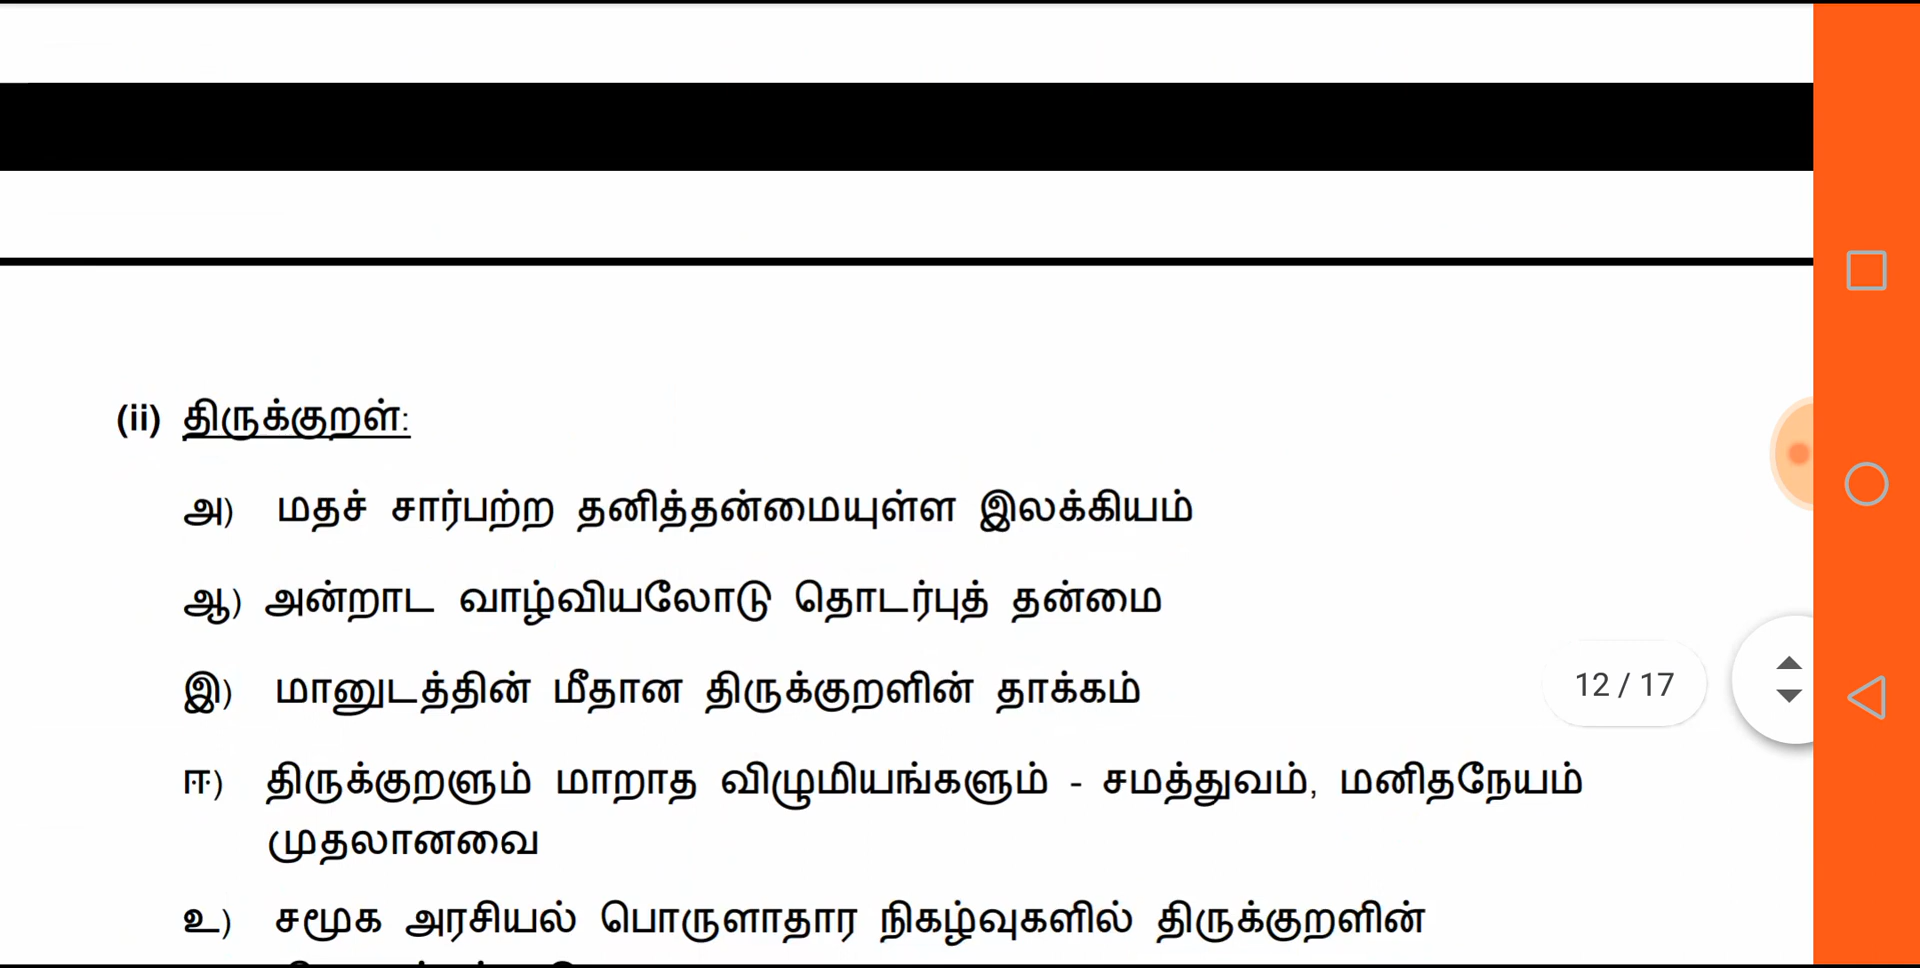 (ii) திருக்குறள்:
அ) மதச் சார்பற்ற தனித்தன்மையுள்ள இலக்கியம்
ஆ) அன்றாட வாழ்வியலோடு தொடர்புத் தன்மை
இ) மானுடத்தின் மீதான திருக்குறளின் தாக்கம்
12 / 17
ஈ) திருக்குறளும் மாறாத விழுமியங்களும் - சமத்துவம், மனிதநேயம்
முதலானவை
உ) சமூக அரசியல் பொருளாதார நிகழ்வுகளில் திருக்குறளின்